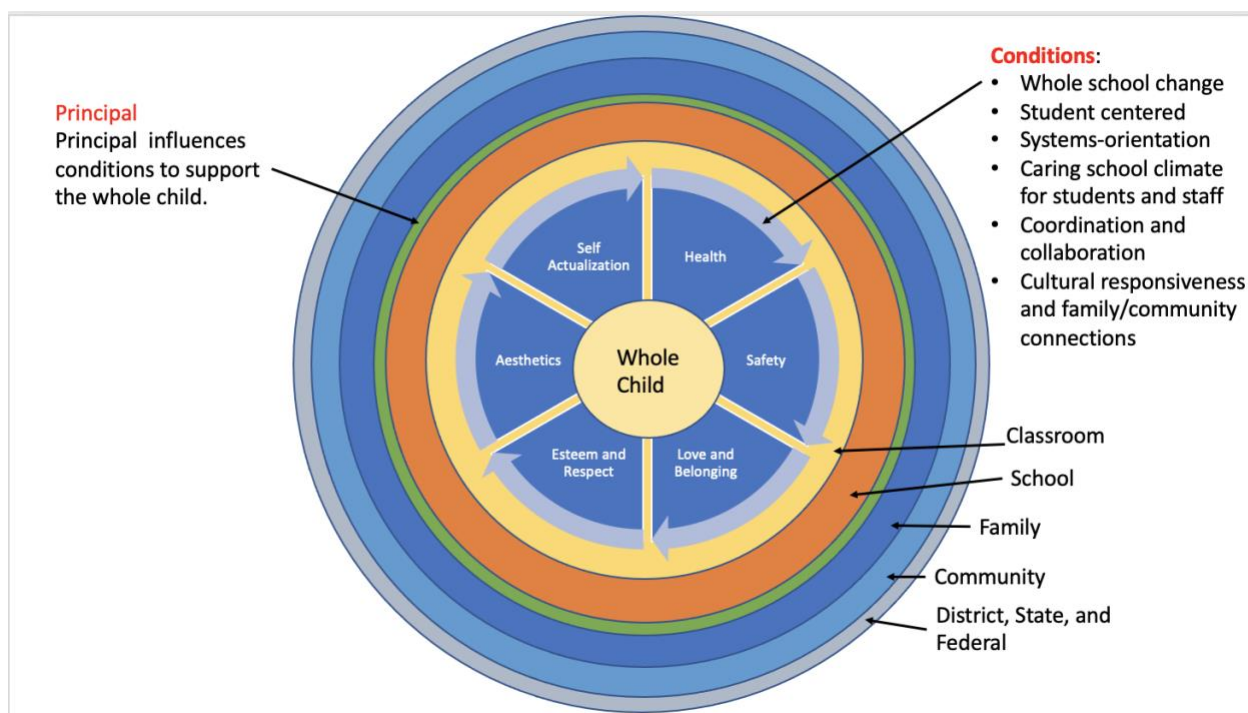 Principal
Principal  influences
conditions to support
the whole child.
Conditions:
• Whole school change
• Student centered
• Systems-orientation
• Caring school climate
for students and staff
• Coordination and
collaboration
• Cultural responsiveness
and family/community
connections
Self
Actualization
Health
Aesthetics
Whole
Child
Safety
Esteem and
Respect
Love and
Belonging
Classroom
School
Family
Community
District, State, and
Federal